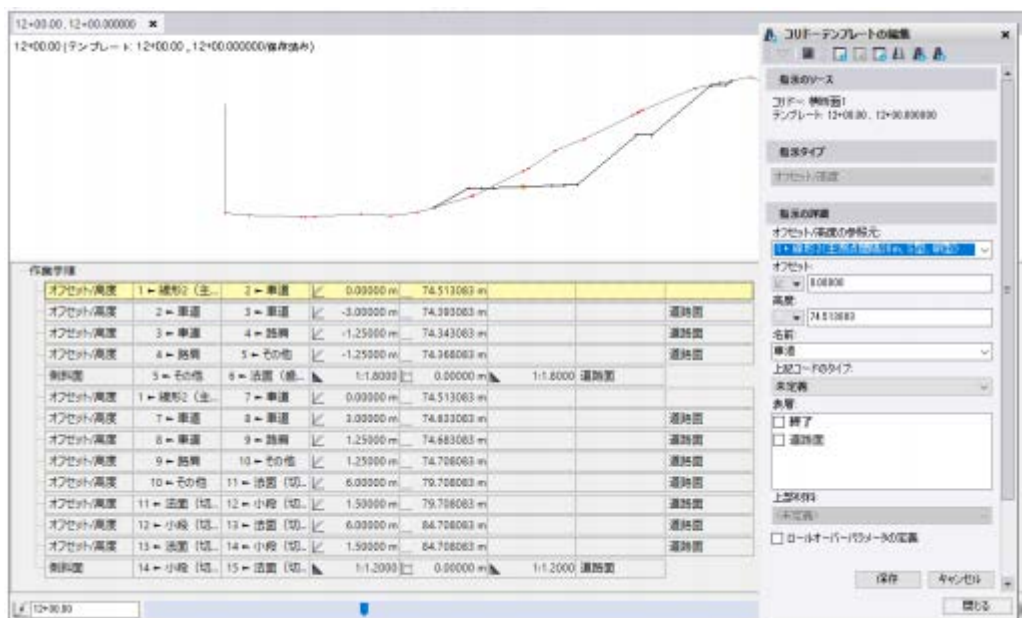 12+00.00, 12+00.000000 ×
12+00.00 (テンプレート: 12+00.00 , 12+00.000000/保存済み)
作業手順
オフセット/高度 1 ← 線形2 (主... 2 ← 車道 0.00000 m 74.513083 m
オフセット/高度 2 ← 車道 3 ← 車道 -3.00000 m 74.393083 m 道路面
オフセット/高度 3 ← 車道 4 ← 路肩 -1.25000 m 74.343083 m 道路面
オフセット/高度 4 ← 路肩 5 ← その他 -1.25000 m 74.368083 m 道路面
側斜面 5 ← その他 6 ← 法面 (盛... 1:1.8000 0.00000 m 1:1.8000 道路面
オフセット/高度 1 ← 線形2 (主... 7 ← 車道 0.00000 m 74.513083 m
オフセット/高度 7 ← 車道 8 ← 車道 3.00000 m 74.633083 m 道路面
オフセット/高度 8 ← 車道 9 ← 路肩 1.25000 m 74.683083 m 道路面
オフセット/高度 9 ← 路肩 10 ← その他 1.25000 m 74.708083 m 道路面
オフセット/高度 10 ← その他 11 ← 法面 (切... 6.00000 m 79.708083 m 道路面
オフセット/高度 11 ← 法面 (切... 12 ← 小段 (切... 1.50000 m 79.708083 m 道路面
オフセット/高度 12 ← 小段 (切... 13 ← 法面 (切... 6.00000 m 84.708083 m 道路面
オフセット/高度 13 ← 法面 (切... 14 ← 小段 (切... 1.50000 m 84.708083 m 道路面
側斜面 14 ← 小段 (切... 15 ← 法面 (切... 1:1.2000 0.00000 m 1:1.2000 道路面
12+00.00
コリドーテンプレートの編集 ×
指示のソース
コリドー: 横断面1
テンプレート: 12+00.00 , 12+00.000000
指示タイプ
オフセット/高度
指示の詳細
オフセット/高度の参照元:
オフセット:
0.00000
高度:
74.513083
名前:
車道
上記コードのタイプ:
未定義
表層:
終了
道路面
上部材料:
(未定義)
ロールオーバーパラメータの定義
保存 キャンセル
閉じる